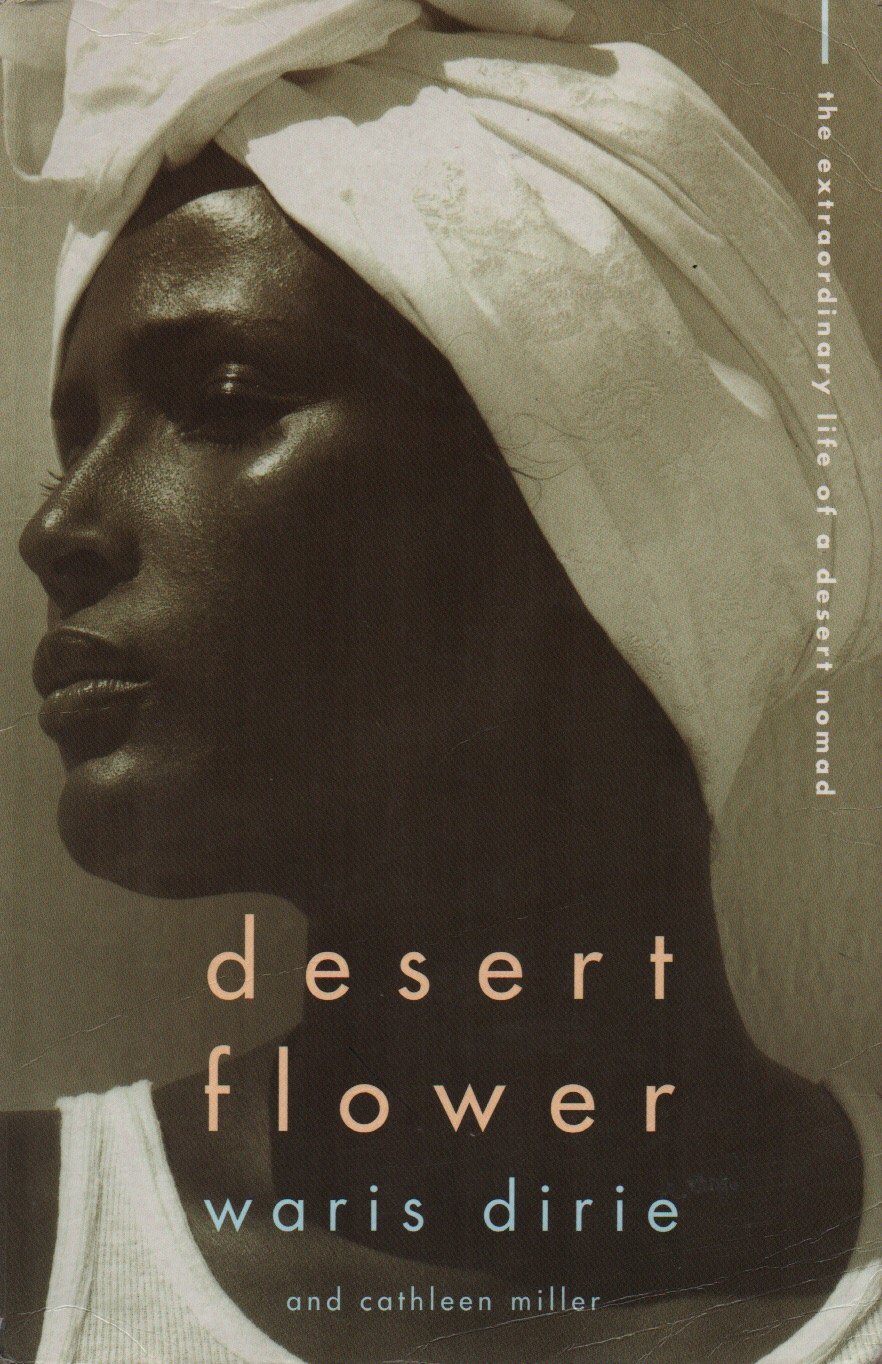 the extraordinary life of a desert nomad
desert
flower
waris dirie
and cathleen miller